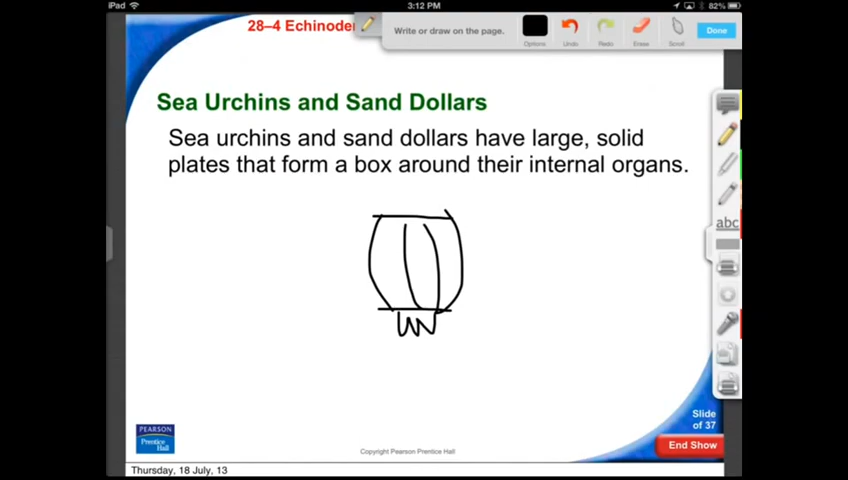 iPad
3:12 PM
82%
28–4 Echinoder
Write or draw on the page.
Options
Undo
Redo
Erase
Scroll
Done
Sea Urchins and Sand Dollars
Sea urchins and sand dollars have large, solid
plates that form a box around their internal organs.
abc
PEARSON
Prentice
Hall
Copyright Pearson Prentice Hall
Slide
of 37
End Show
Thursday, 18 July, 13